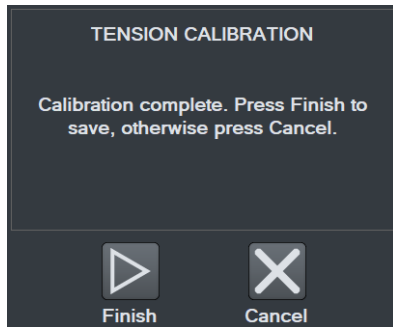 TENSION CALIBRATION
Calibration complete. Press Finish to
save, otherwise press Cancel.
Finish
Cancel